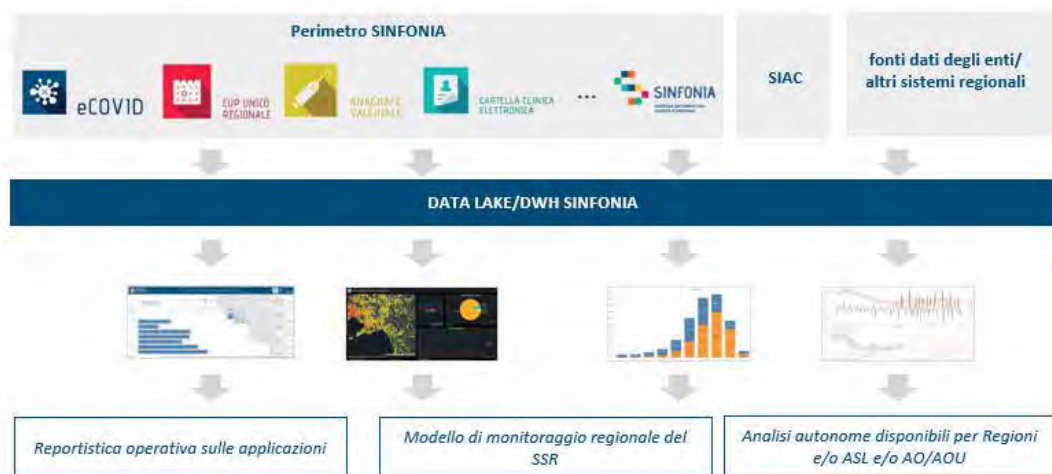 Perimetro SINFONIA
eCOVID
CUP UNICO
REGIONALE
ANAGRAFE
VACCINALE
CARTELLA CLINICA
ELETTRONICA
...
SINFONIA
SIAC
fonti dati degli enti/
altri sistemi regionali
DATA LAKE/DWH SINFONIA
Reportistica operativa sulle applicazioni
Modello di monitoraggio regionale del
SSR
Analisi autonome disponibili per Regioni
e/o ASL e/o AO/AOU